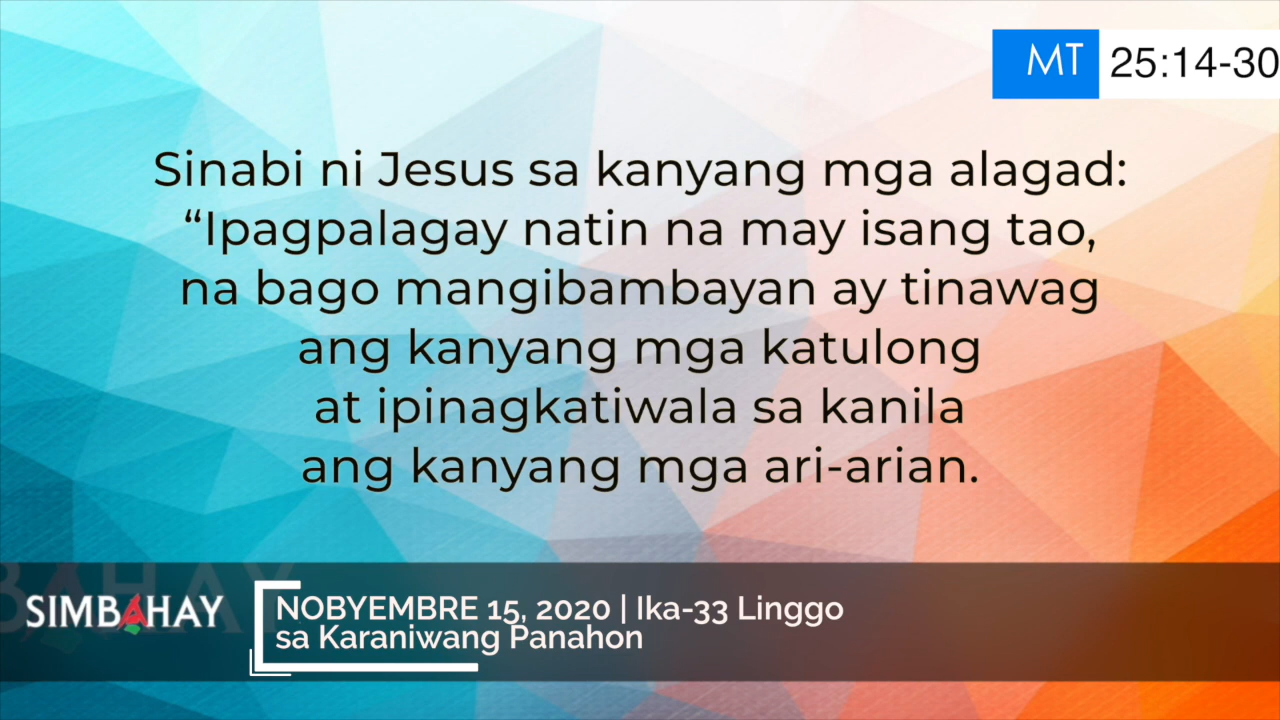 MT 25:14-30
Sinabi ni Jesus sa kanyang mga alagad:
“Ipagpalagay natin na may isang tao,
na bago mangibambayan ay tinawag
ang kanyang mga katulong
at ipinagkatiwala sa kanila
ang kanyang mga ari-arian.
SIMBAHAY
NOBYEMBRE 15, 2020 | Ika-33 Linggo
sa Karaniwang Panahon